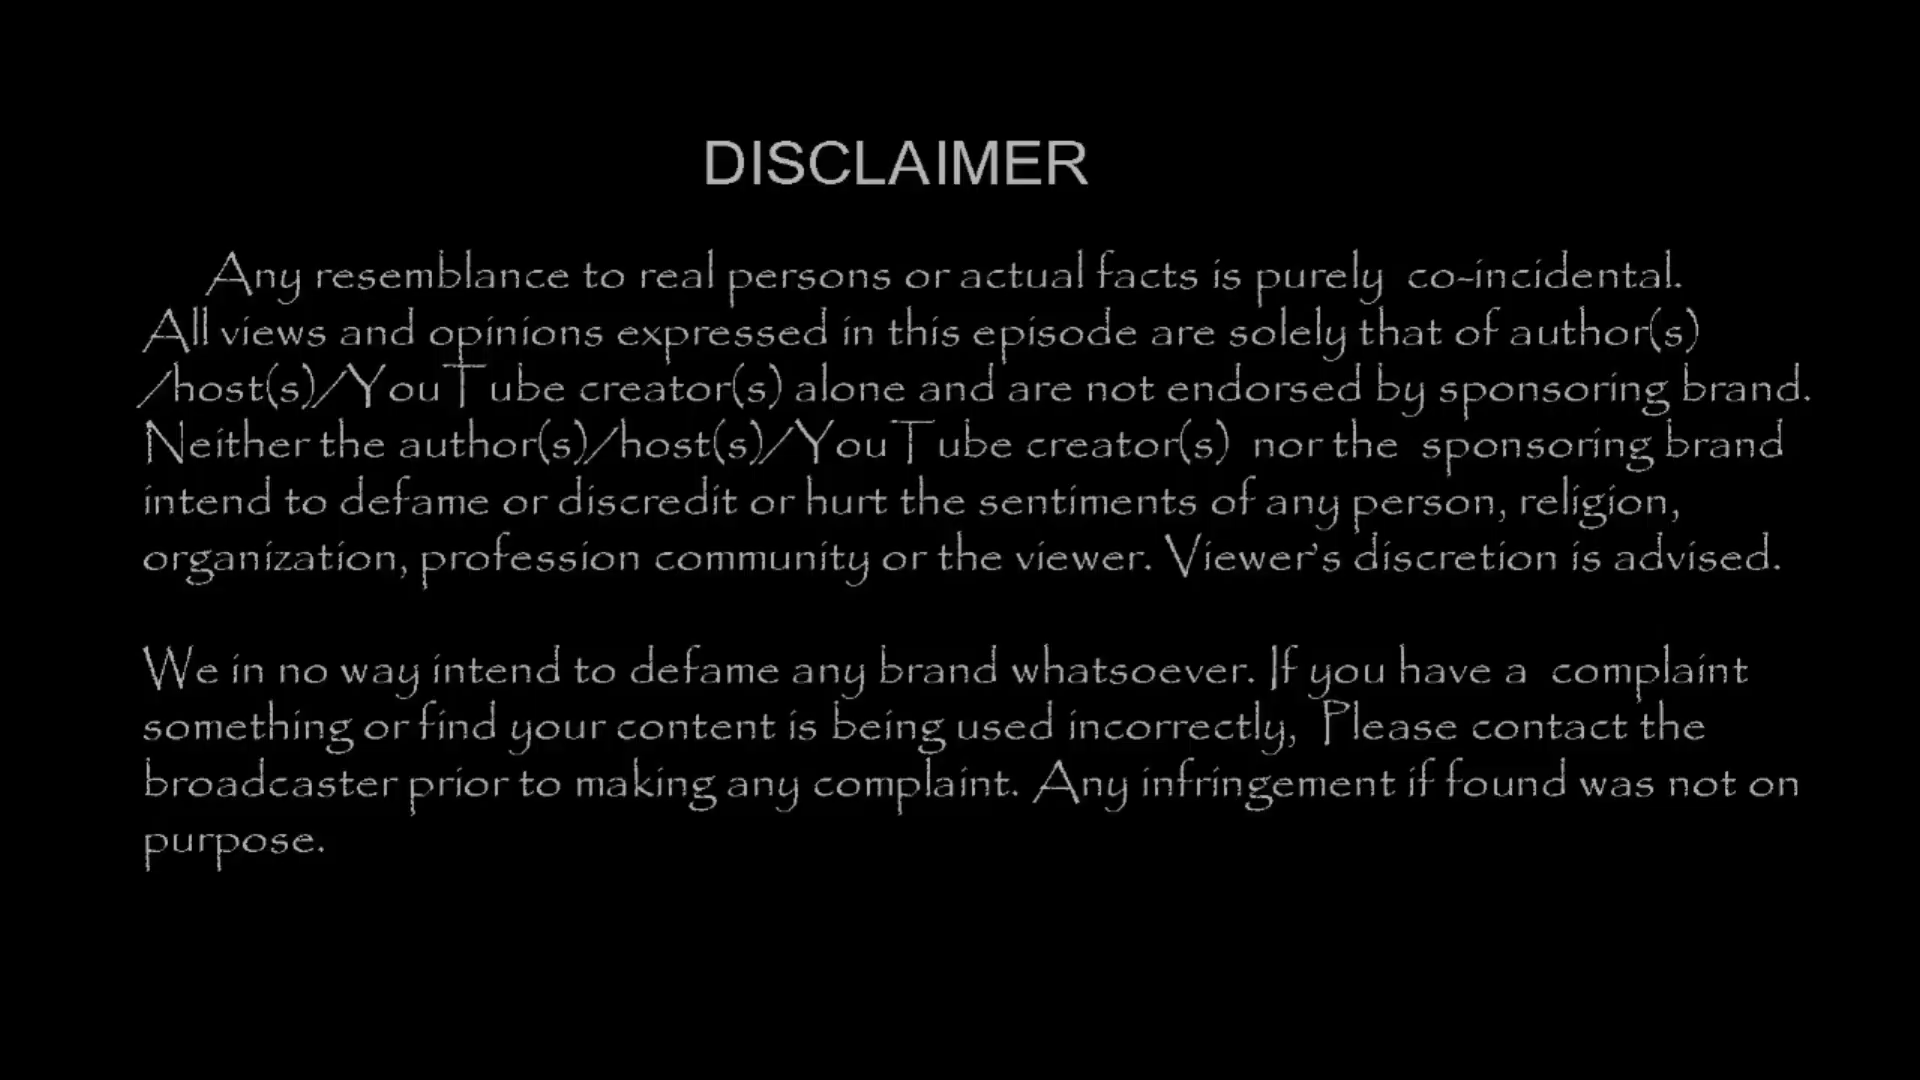 DISCLAIMER
Any resemblance to real persons or actual facts is purely co-incidental.
All views and opinions expressed in this episode are solely that of author(s)
/host(s)/YouTube creator(s) alone and are not endorsed by sponsoring brand.
Neither the author(s)/host(s)/YouTube creator(s) nor the sponsoring brand
intend to defame or discredit or hurt the sentiments of any person, religion,
organization, profession community or the viewer. Viewer's discretion is advised.
We in no way intend to defame any brand whatsoever. If you have a complaint
something or find your content is being used incorrectly, Please contact the
broadcaster prior to making any complaint. Any infringement if found was not on
purpose.